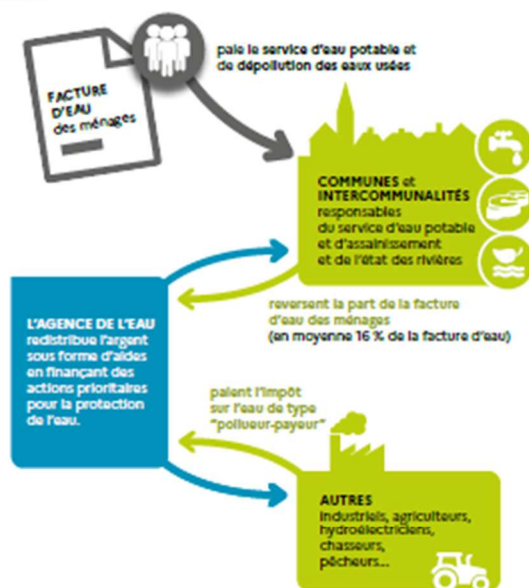 paie le service d'eau potable et
de dépollution des eaux usées
FACTURE
D'EAU
des ménages
COMMUNES et
INTERCOMMUNALITÉS
responsables
du service d'eau potable
et d'assainissement
et de l'état des rivières
reversent la part de la facture
d'eau des ménages
(en moyenne 16 % de la facture d'eau)
L'AGENCE DE L'EAU
redistribue l'argent
sous forme d'aides
en finançant des
actions prioritaires
pour la protection
de l'eau.
paient l'impôt
sur l'eau de type
"pollueur-payeur"
AUTRES
industriels, agriculteurs,
hydroélectriciens,
chasseurs,
pêcheurs...